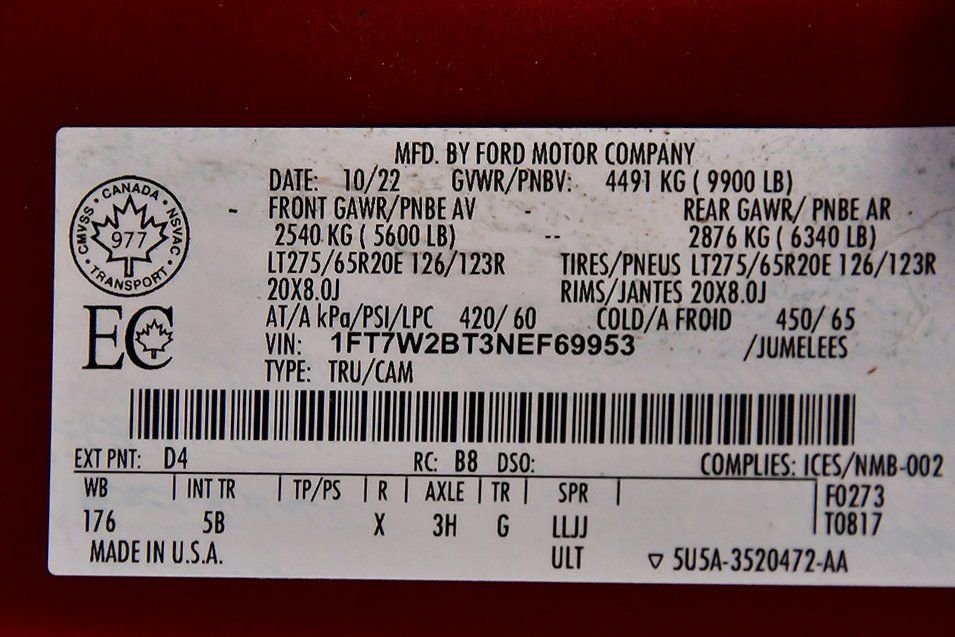 MFD. BY FORD MOTOR COMPANY
DATE: 10/22 GVWR/PNBV: 4491 KG ( 9900 LB)
- FRONT GAWR/PNBE AV - REAR GAWR/ PNBE AR
2540 KG ( 5600 LB) -- 2876 KG ( 6340 LB)
LT275/65R20E 126/123R TIRES/PNEUS LT275/65R20E 126/123R
20X8.0J RIMS/JANTES 20X8.0J
AT/A kPa/PSI/LPC 420/ 60 COLD/A FROID 450/ 65
VIN: 1FT7W2BT3NEF69953 /JUMELEES
TYPE: TRU/CAM
CANADA
CMVSS · NSVAC
977
TRANSPORT
EC
EXT PNT: D4 RC: B8 DSO: COMPLIES: ICES/NMB-002
WB | INT TR | TP/PS | R | AXLE | TR | SPR | F0273
176 5B X 3H G LLJJ T0817
MADE IN U.S.A. ULT ▽ 5U5A-3520472-AA